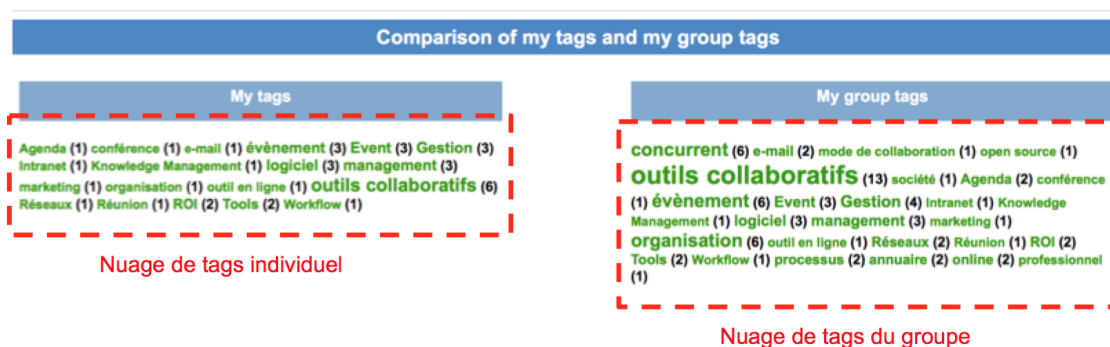 Comparison of my tags and my group tags
My tags
Agenda (1) conférence (1) e-mail (1) évènement (3) Event (3) Gestion (3)
Intranet (1) Knowledge Management (1) logiciel (3) management (3)
marketing (1) organisation (1) outil en ligne (1) outils collaboratifs (6)
Réseaux (1) Réunion (1) ROI (2) Tools (2) Workflow (1)
Nuage de tags individuel
My group tags
concurrent (6) e-mail (2) mode de collaboration (1) open source (1)
outils collaboratifs (13) société (1) Agenda (2) conférence
(1) évènement (6) Event (3) Gestion (4) Intranet (1) Knowledge
Management (1) logiciel (3) management (3) marketing (1)
organisation (6) outil en ligne (1) Réseaux (2) Réunion (1) ROI (2)
Tools (2) Workflow (1) processus (2) annuaire (2) online (2) professionnel
(1)
Nuage de tags du groupe